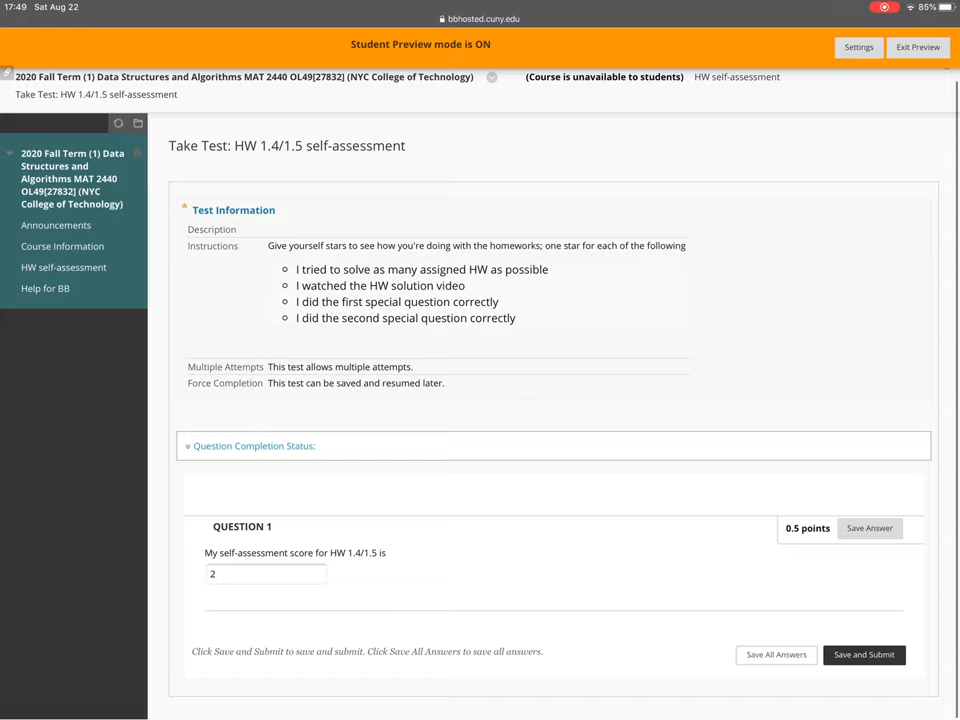 17:49 Sat Aug 22
85%
bbhosted.cuny.edu
Student Preview mode is ON
Settings
Exit Preview
2020 Fall Term (1) Data Structures and Algorithms MAT 2440 OL49[27832] (NYC College of Technology)
(Course is unavailable to students)
HW self-assessment
Take Test: HW 1.4/1.5 self-assessment
2020 Fall Term (1) Data
Structures and
Algorithms MAT 2440
OL49[27832] (NYC
College of Technology)
Announcements
Course Information
HW self-assessment
Help for BB
Take Test: HW 1.4/1.5 self-assessment
* Test Information
Description
Instructions Give yourself stars to see how you're doing with the homeworks; one star for each of the following
I tried to solve as many assigned HW as possible
I watched the HW solution video
I did the first special question correctly
I did the second special question correctly
Multiple Attempts This test allows multiple attempts.
Force Completion This test can be saved and resumed later.
Question Completion Status:
QUESTION 1
0.5 points
Save Answer
My self-assessment score for HW 1.4/1.5 is
2
Click Save and Submit to save and submit. Click Save All Answers to save all answers.
Save All Answers
Save and Submit